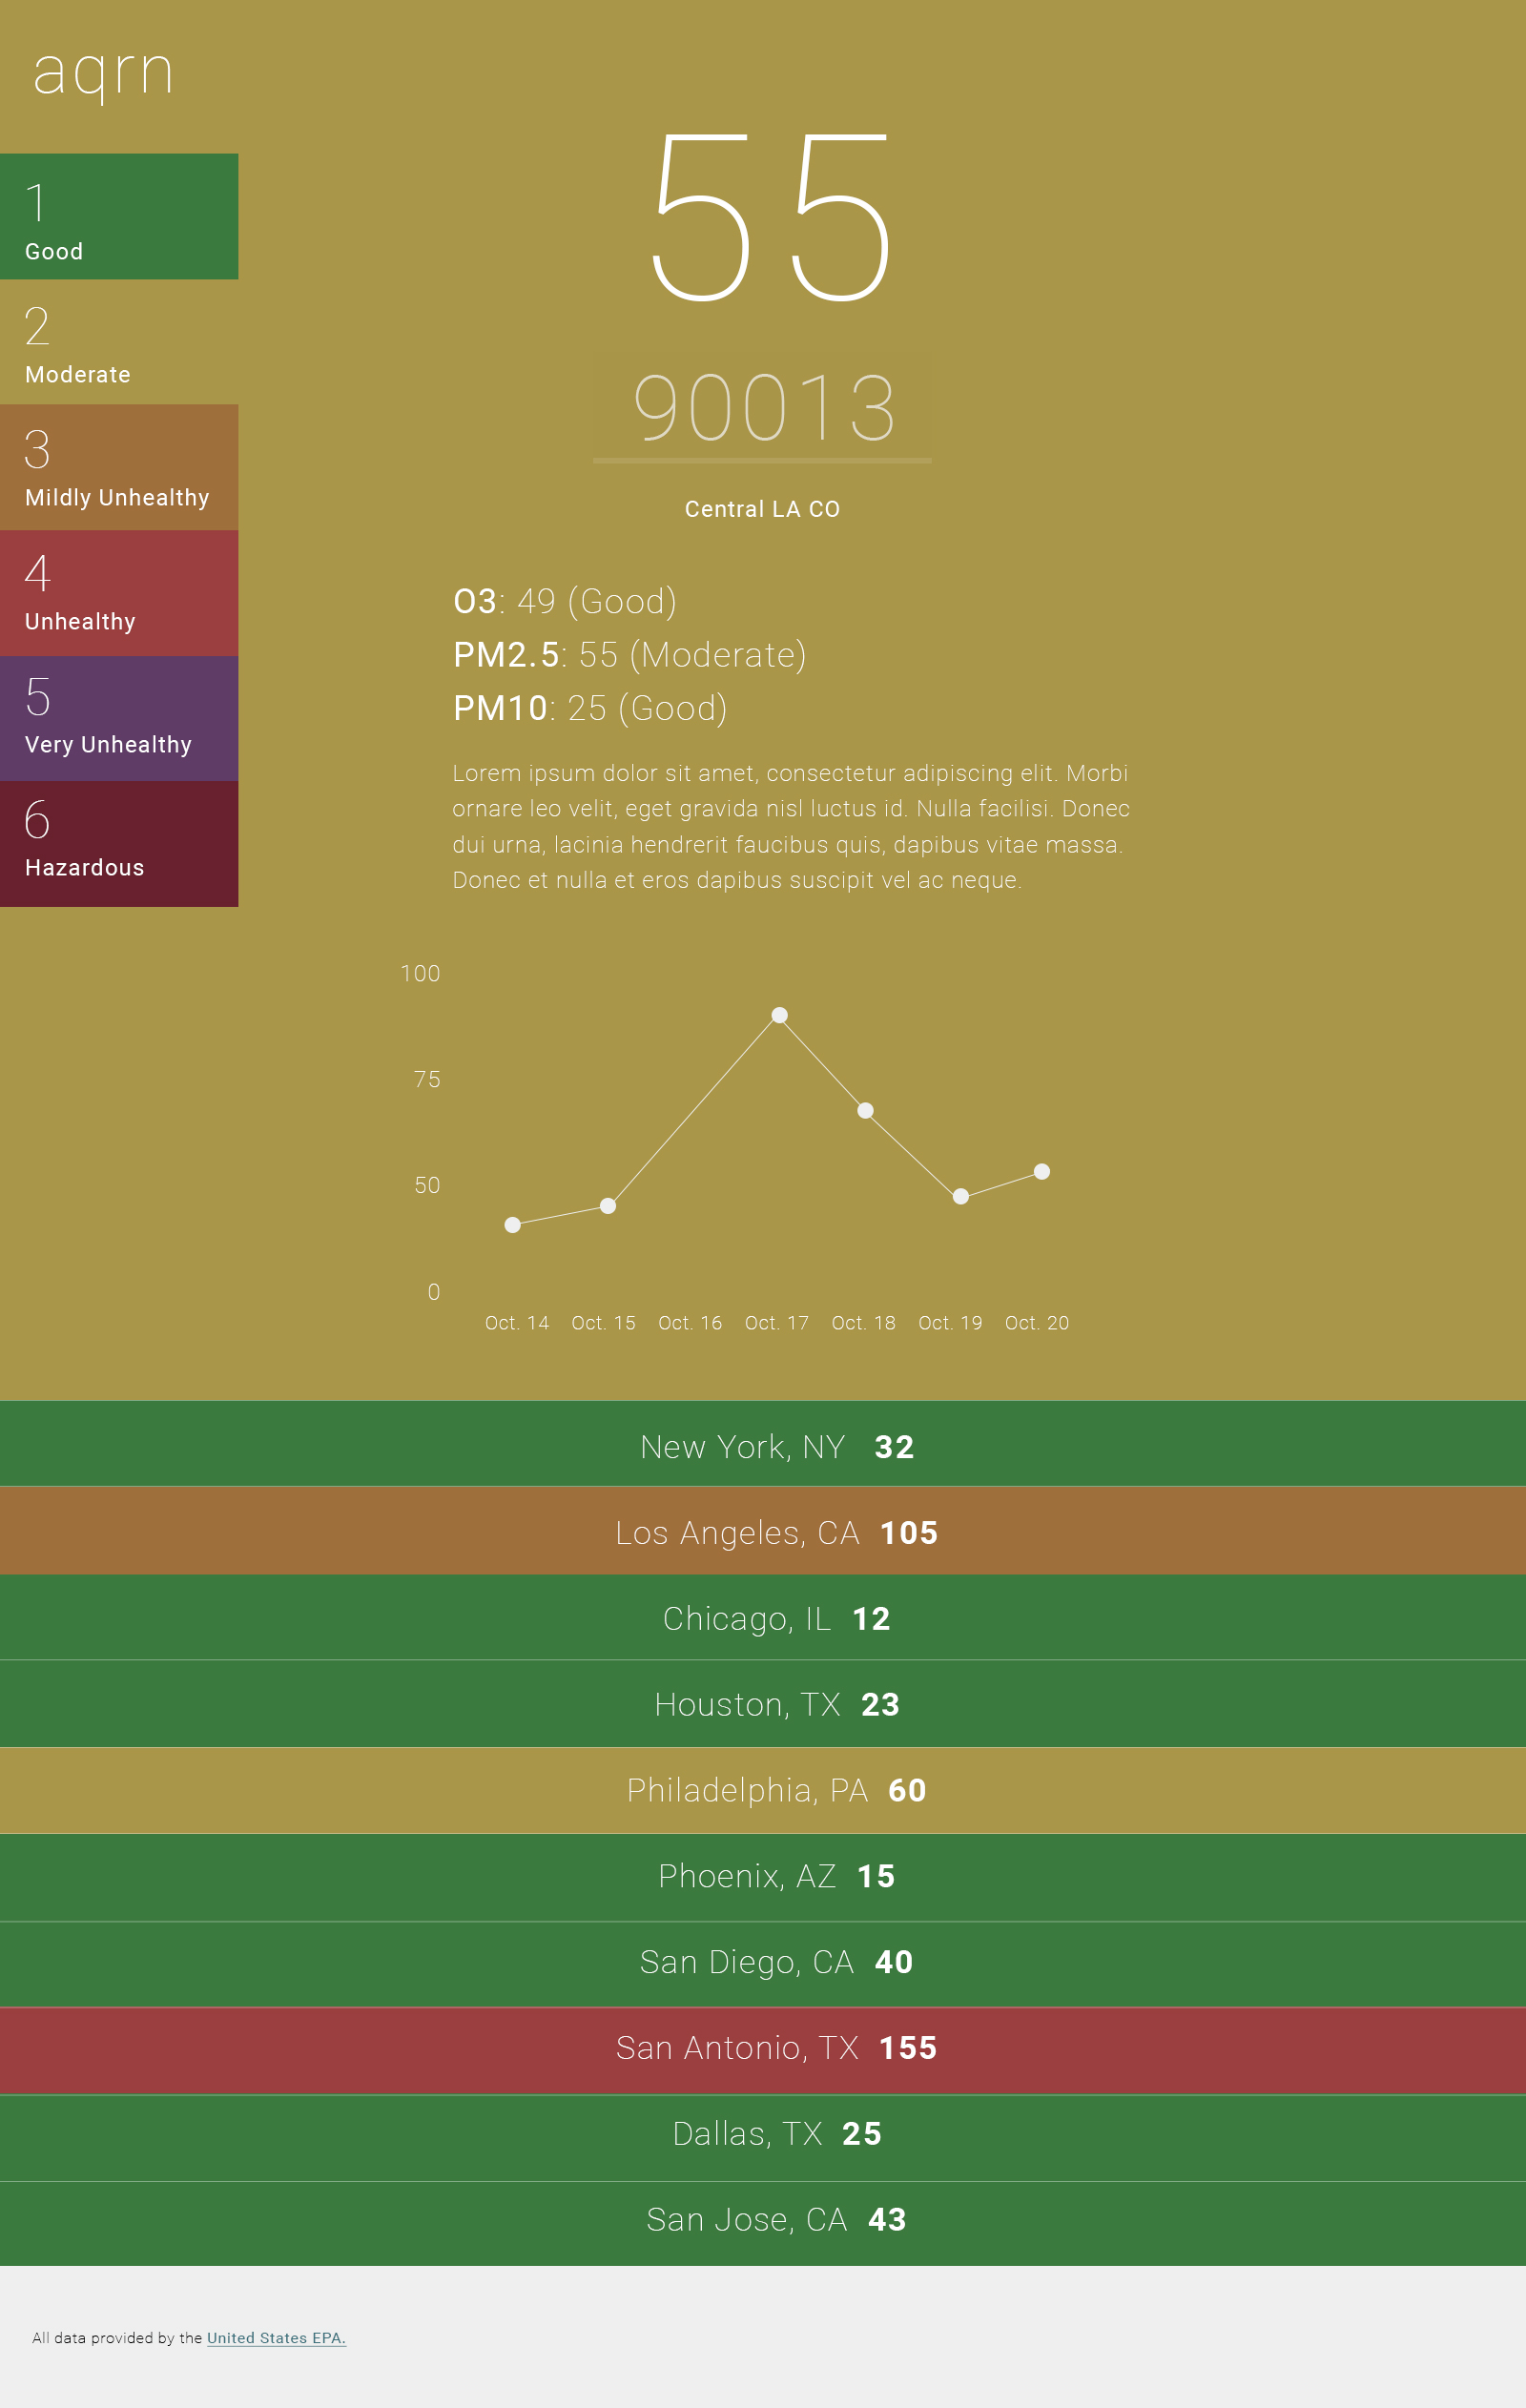 aqrn
1
Good
2
Moderate
3
Mildly Unhealthy
4
Unhealthy
5
Very Unhealthy
6
Hazardous
55
90013
Central LA CO
O3: 49 (Good)
PM2.5: 55 (Moderate)
PM10: 25 (Good)
Lorem ipsum dolor sit amet, consectetur adipiscing elit. Morbi
ornare leo velit, eget gravida nisl luctus id. Nulla facilisi. Donec
dui urna, lacinia hendrerit faucibus quis, dapibus vitae massa.
Donec et nulla et eros dapibus suscipit vel ac neque.
100
75
50
0
Oct. 14 Oct. 15 Oct. 16 Oct. 17 Oct. 18 Oct. 19 Oct. 20
New York, NY 32
Los Angeles, CA 105
Chicago, IL 12
Houston, TX 23
Philadelphia, PA 60
Phoenix, AZ 15
San Diego, CA 40
San Antonio, TX 155
Dallas, TX 25
San Jose, CA 43
All data provided by the United States EPA.